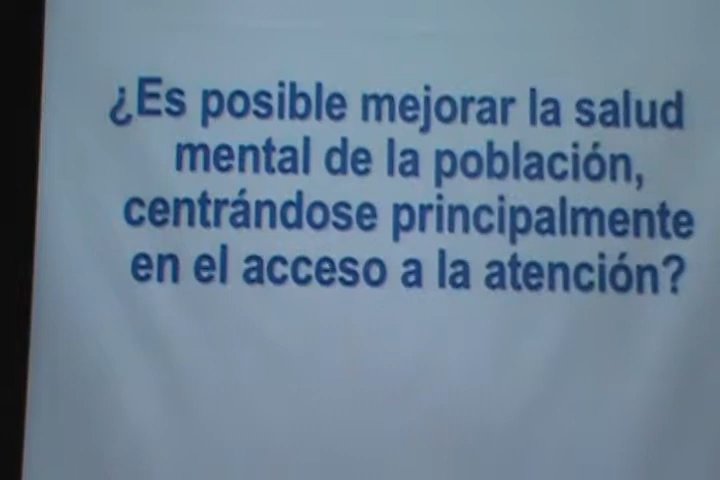 ¿Es posible mejorar la salud
mental de la población,
centrándose principalmente
en el acceso a la atención?